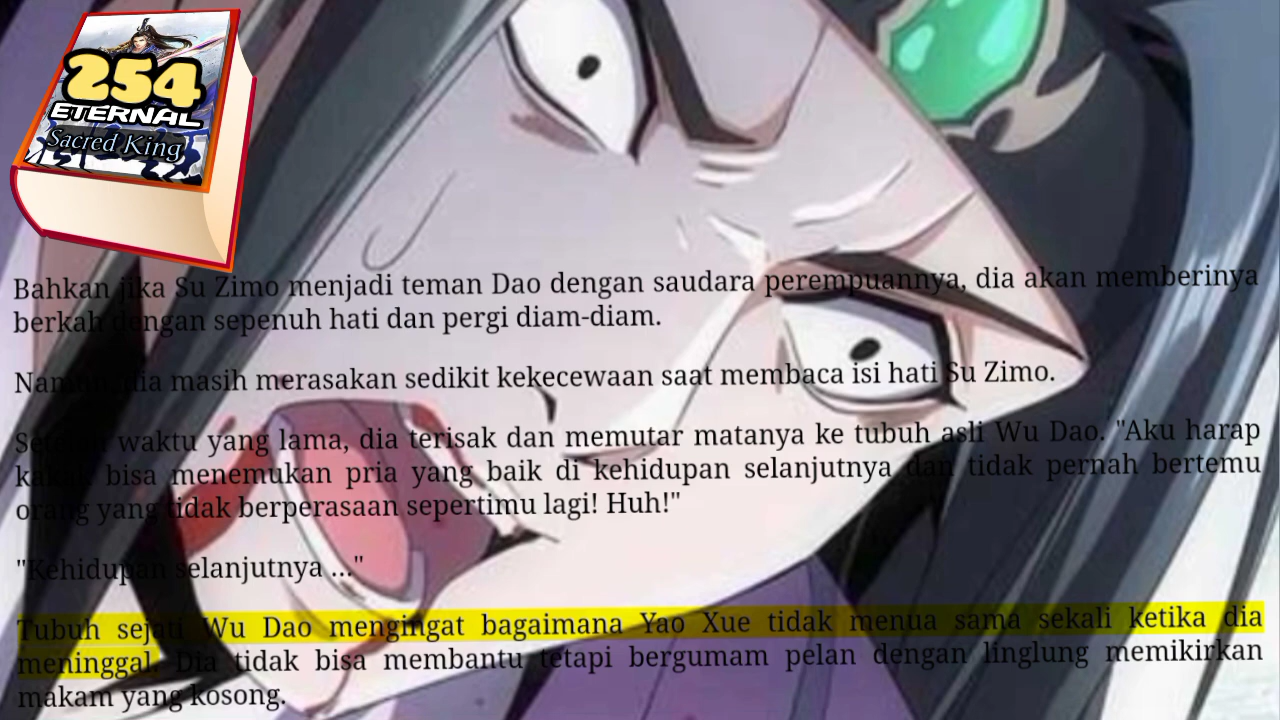 254
ETERNAL
Sacred King
Bahkan jika Su Zimo menjadi teman Dao dengan saudara perempuannya, dia akan memberinya
berkah dengan sepenuh hati dan pergi diam-diam.
Namun, dia masih merasakan sedikit kekecewaan saat membaca isi hati Su Zimo.
Setelah waktu yang lama, dia terisak dan memutar matanya ke tubuh asli Wu Dao. "Aku harap
kakak bisa menemukan pria yang baik di kehidupan selanjutnya dan tidak pernah bertemu
orang yang tidak berperasaan sepertimu lagi! Huh!"
"Kehidupan selanjutnya ..."
Tubuh sejati Wu Dao mengingat bagaimana Yao Xue tidak menua sama sekali ketika dia
meninggal. Dia tidak bisa membantu tetapi bergumam pelan dengan linglung memikirkan
makam yang kosong.